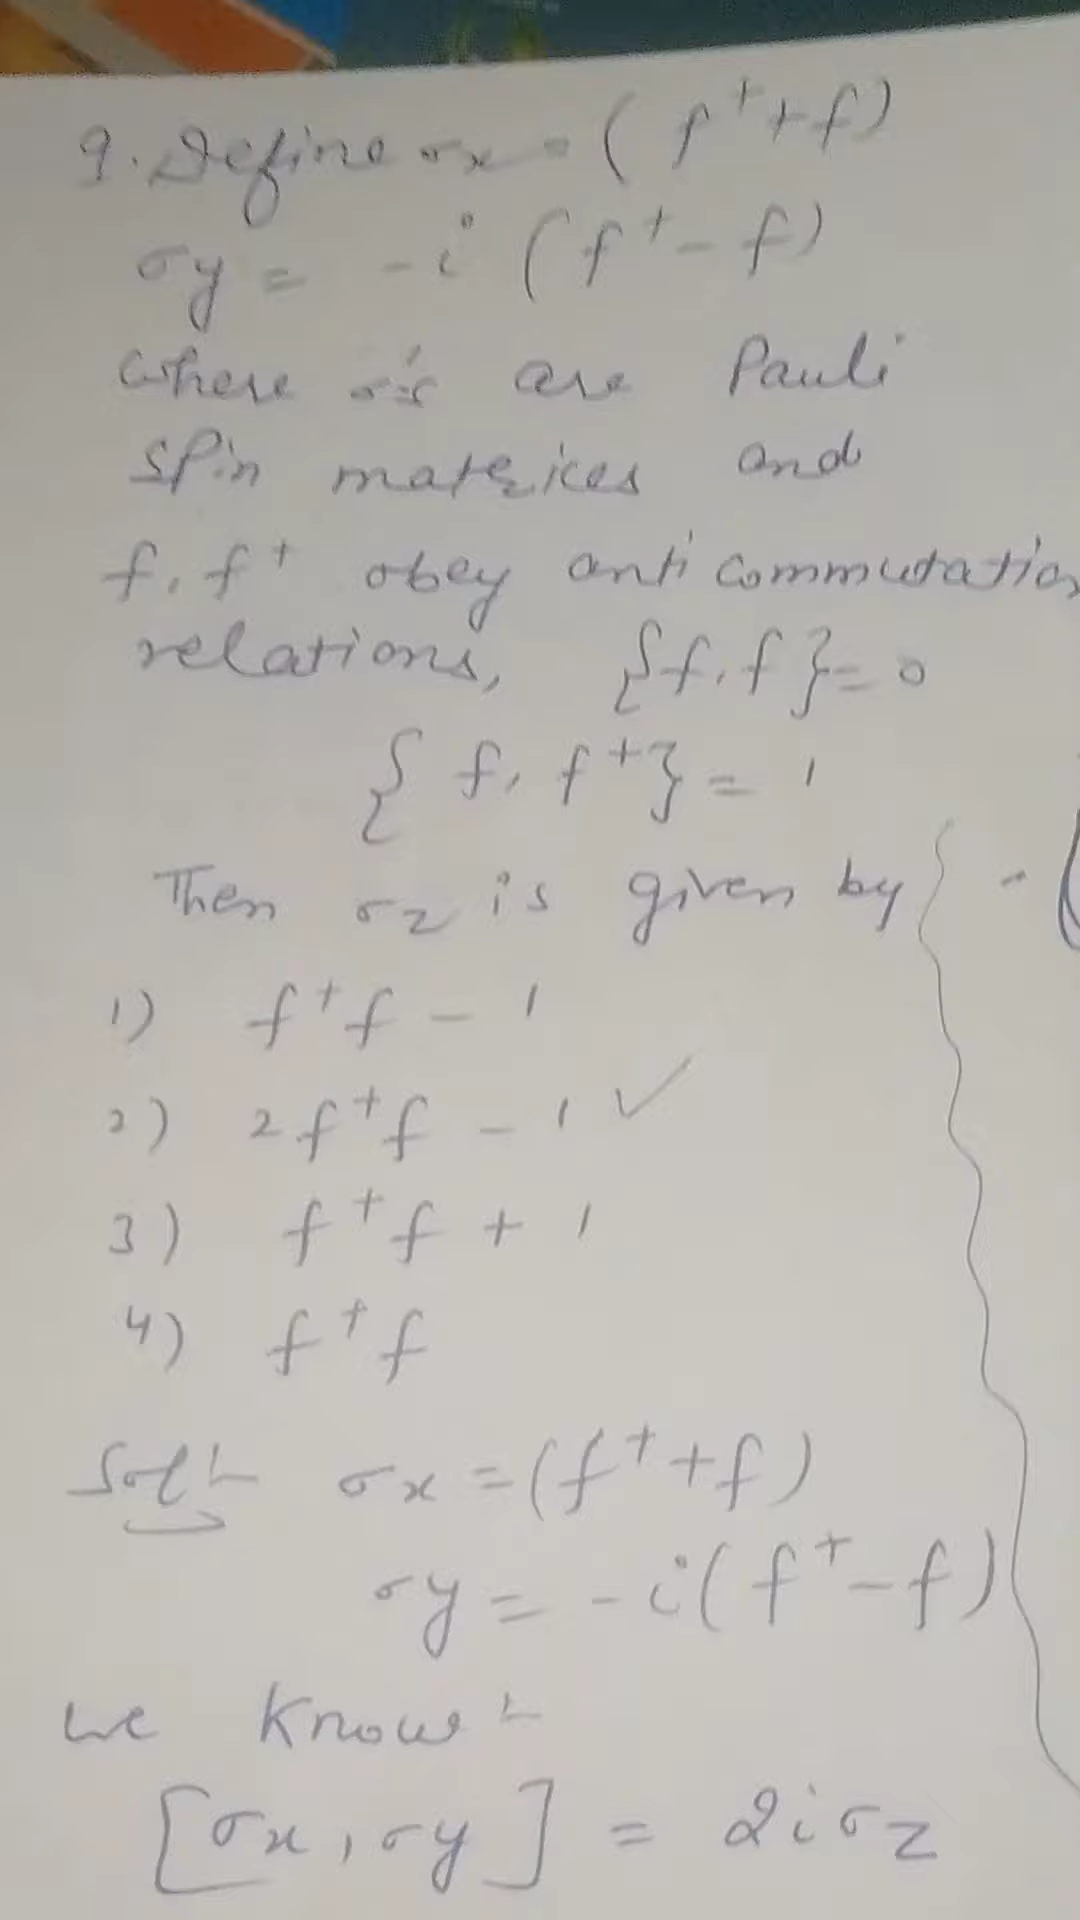 9. Define σx = (f⁺+f)
σy = -i (f⁺-f)
where σ's are Pauli
spin matrices and
f, f⁺ obey anti commutation
relations, {f, f}=0
{f, f⁺}= 1
Then σz is given by
1) f⁺f - 1
2) 2f⁺f - 1 ✓
3) f⁺f + 1
4) f⁺f
Sol:- σx =(f⁺+f)
σy = -i(f⁺-f)
We know:-
[σx, σy] = 2iσz